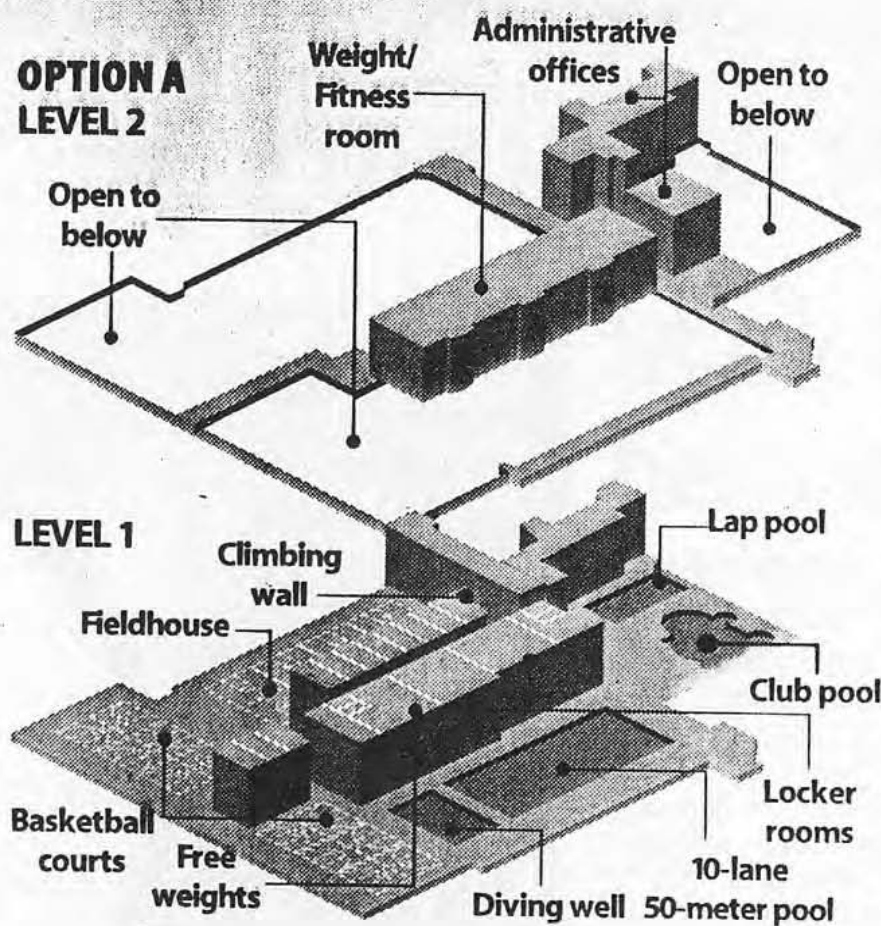 OPTION A
LEVEL 2
Weight/
Fitness
room
Administrative
offices
Open to
below
Open to
below
LEVEL 1
Climbing
wall
Fieldhouse
Lap pool
Club pool
Basketball
courts
Free
weights
Diving well
10-lane
50-meter pool
Locker
rooms